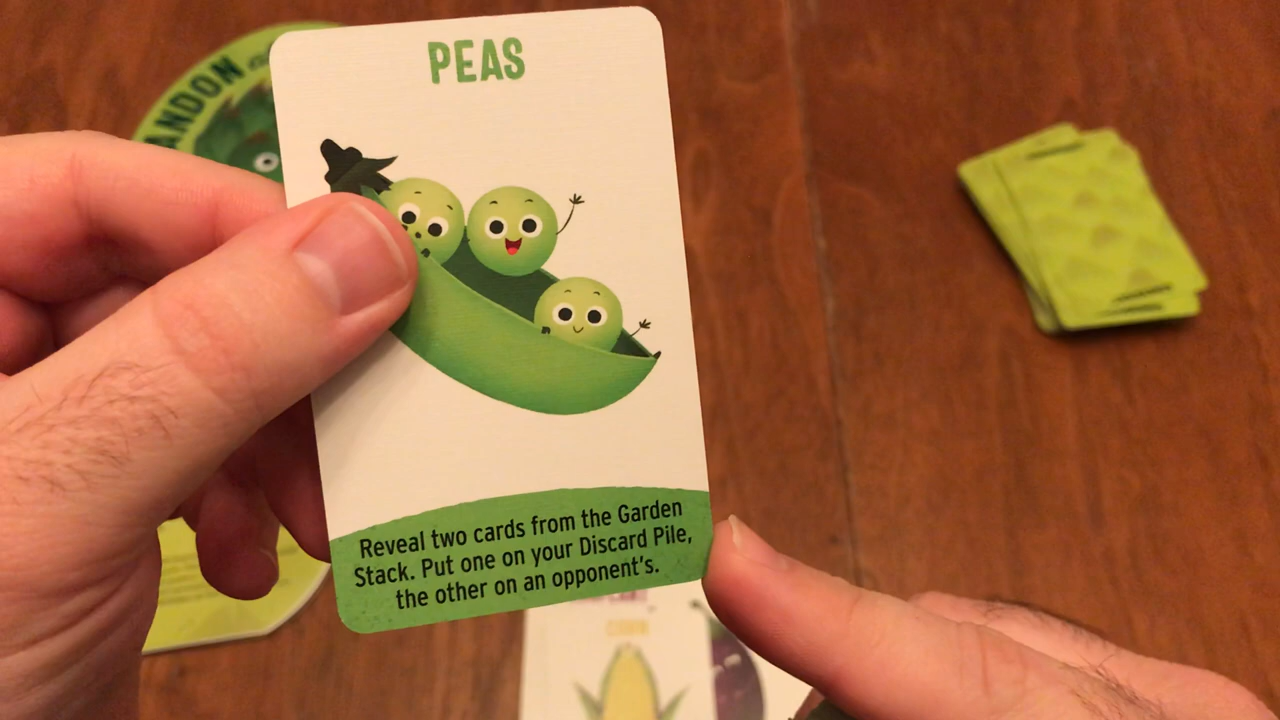 PEAS
Reveal two cards from the Garden
Stack. Put one on your Discard Pile,
the other on an opponent's.
ANDON
CORN